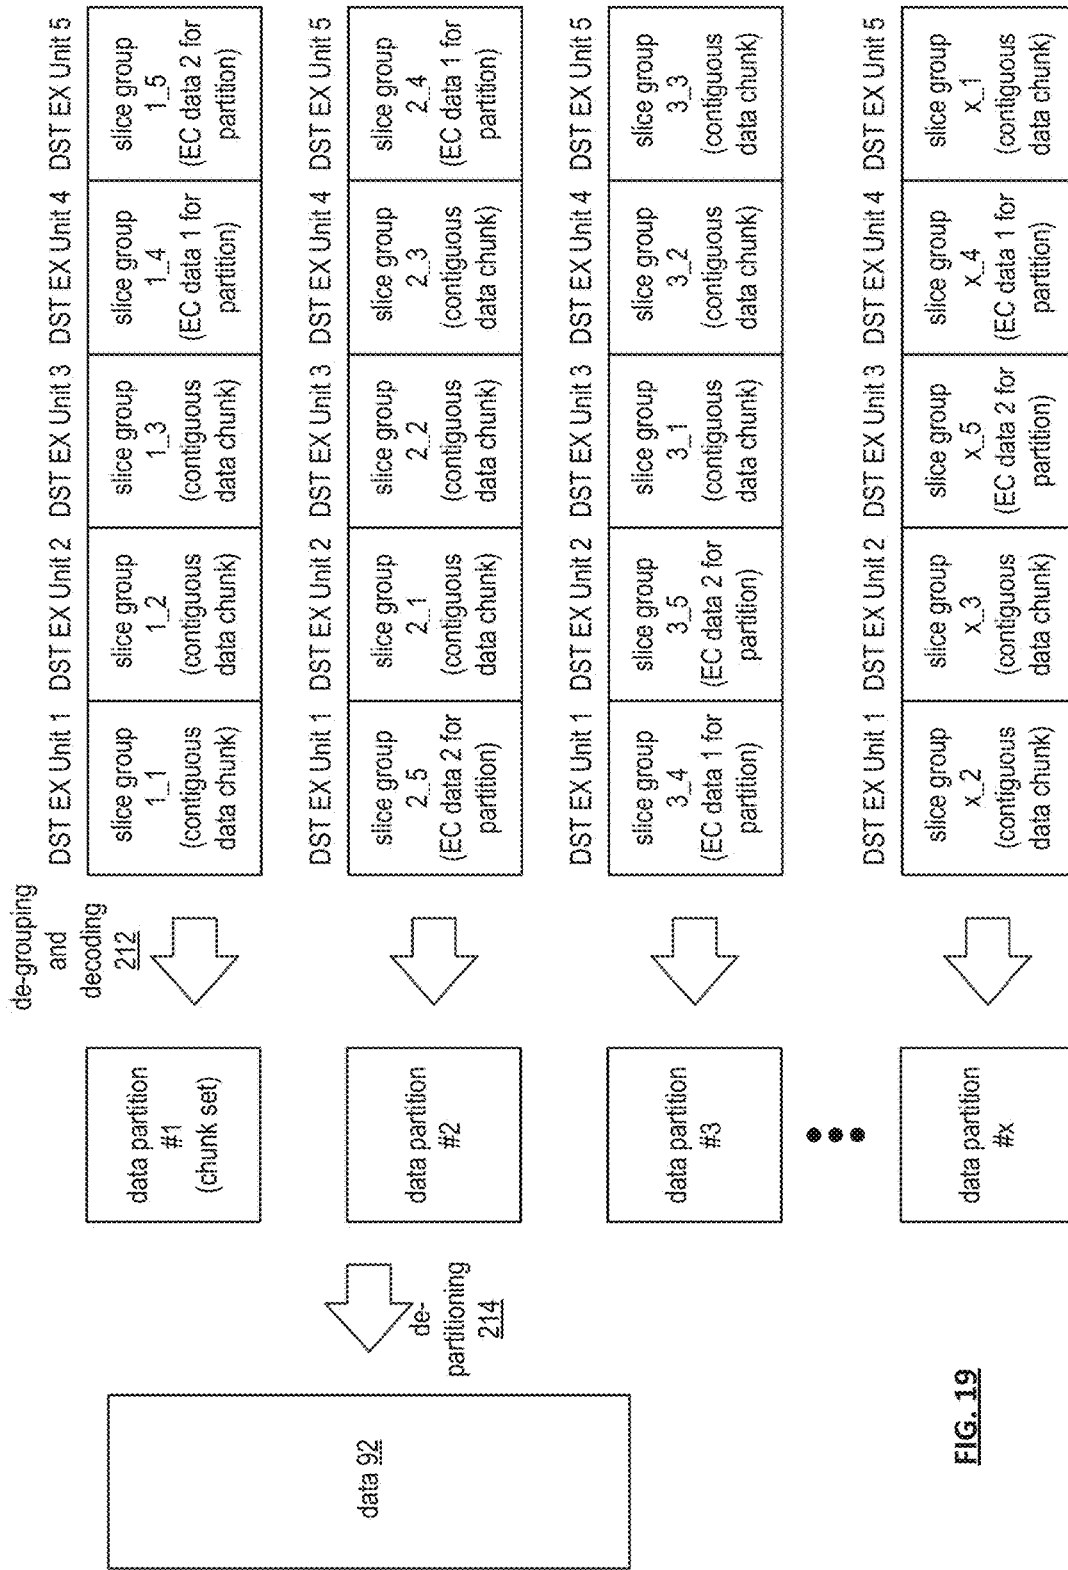 de-grouping
and
decoding
212
DST EX Unit 1
DST EX Unit 2
DST EX Unit 3
DST EX Unit 4
DST EX Unit 5
data partition
#1
(chunk set)
slice group
1_1
(contiguous
data chunk)
slice group
1_2
(contiguous
data chunk)
slice group
1_3
(contiguous
data chunk)
slice group
1_4
(EC data 1 for
partition)
slice group
1_5
(EC data 2 for
partition)
data 92
de-
partitioning
214
DST EX Unit 1
DST EX Unit 2
DST EX Unit 3
DST EX Unit 4
DST EX Unit 5
data partition
#2
slice group
2_5
(EC data 2 for
partition)
slice group
2_1
(contiguous
data chunk)
slice group
2_2
(contiguous
data chunk)
slice group
2_3
(contiguous
data chunk)
slice group
2_4
(EC data 1 for
partition)
DST EX Unit 1
DST EX Unit 2
DST EX Unit 3
DST EX Unit 4
DST EX Unit 5
data partition
#3
slice group
3_4
(EC data 1 for
partition)
slice group
3_5
(EC data 2 for
partition)
slice group
3_1
(contiguous
data chunk)
slice group
3_2
(contiguous
data chunk)
slice group
3_3
(contiguous
data chunk)
DST EX Unit 1
DST EX Unit 2
DST EX Unit 3
DST EX Unit 4
DST EX Unit 5
data partition
#x
slice group
x_2
(contiguous
data chunk)
slice group
x_3
(contiguous
data chunk)
slice group
x_5
(EC data 2 for
partition)
slice group
x_4
(EC data 1 for
partition)
slice group
x_1
(contiguous
data chunk)
FIG. 19